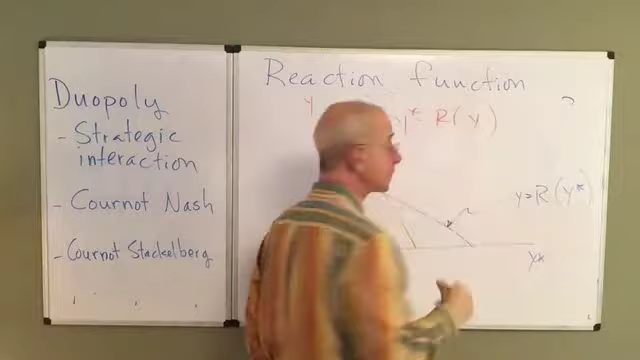 Duopoly
- Strategic
interaction
- Cournot Nash
- Cournot Stackelberg
Reaction function
y
y* = R(y)
y=R(y*)
y*